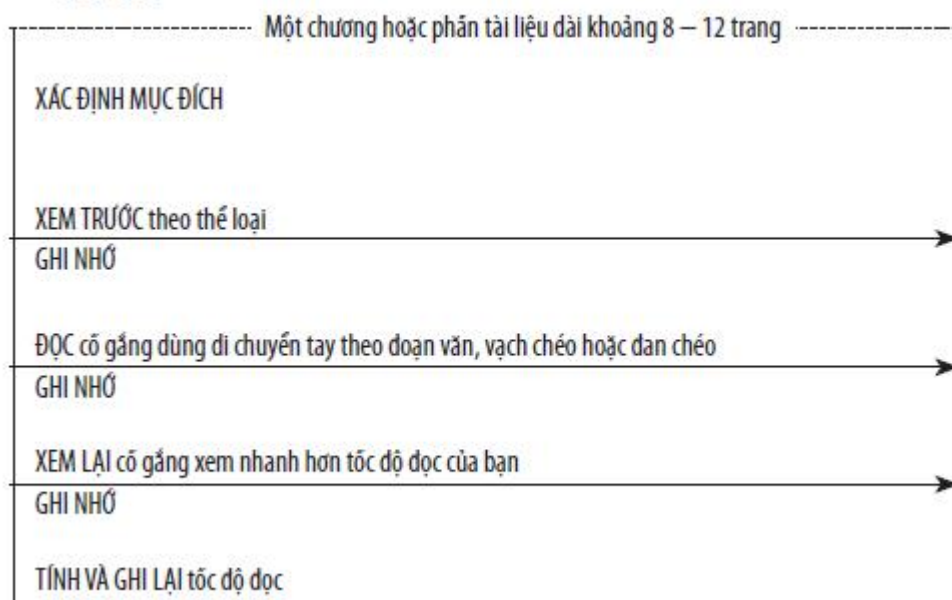 Một chương hoặc phần tài liệu dài khoảng 8 – 12 trang
XÁC ĐỊNH MỤC ĐÍCH
XEM TRƯỚC theo thể loại
GHI NHỚ
ĐỌC cố gắng dùng di chuyển tay theo đoạn văn, vạch chéo hoặc đan chéo
GHI NHỚ
XEM LẠI cố gắng xem nhanh hơn tốc độ đọc của bạn
GHI NHỚ
TÍNH VÀ GHI LẠI tốc độ đọc